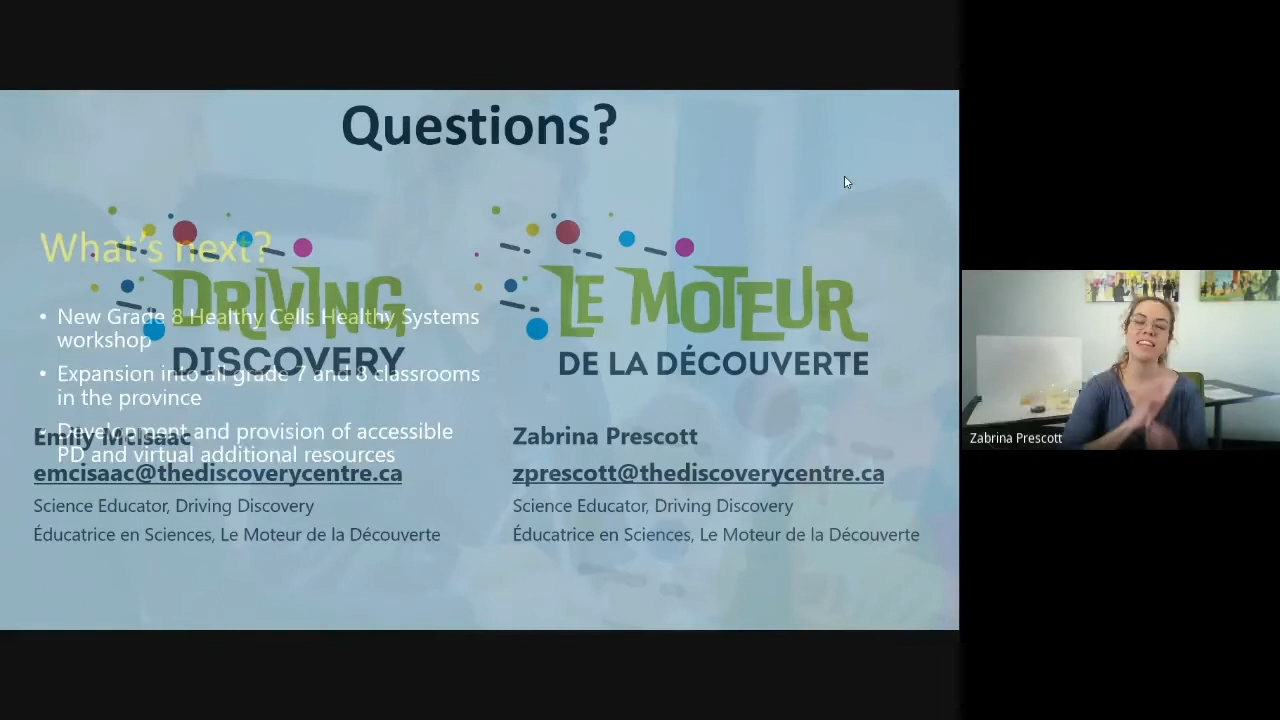 Questions?
What's next?
DRIVING
DISCOVERY
LE MOTEUR
DE LA DÉCOUVERTE
• New Grade 8 Healthy Cells Healthy Systems
workshop
• Expansion into all grade 7 and 8 classrooms
in the province
• Development and provision of accessible
PD and virtual additional resources
Emily McIsaac
emcisaac@thediscoverycentre.ca
Science Educator, Driving Discovery
Éducatrice en Sciences, Le Moteur de la Découverte
Zabrina Prescott
zprescott@thediscoverycentre.ca
Science Educator, Driving Discovery
Éducatrice en Sciences, Le Moteur de la Découverte
Zabrina Prescott